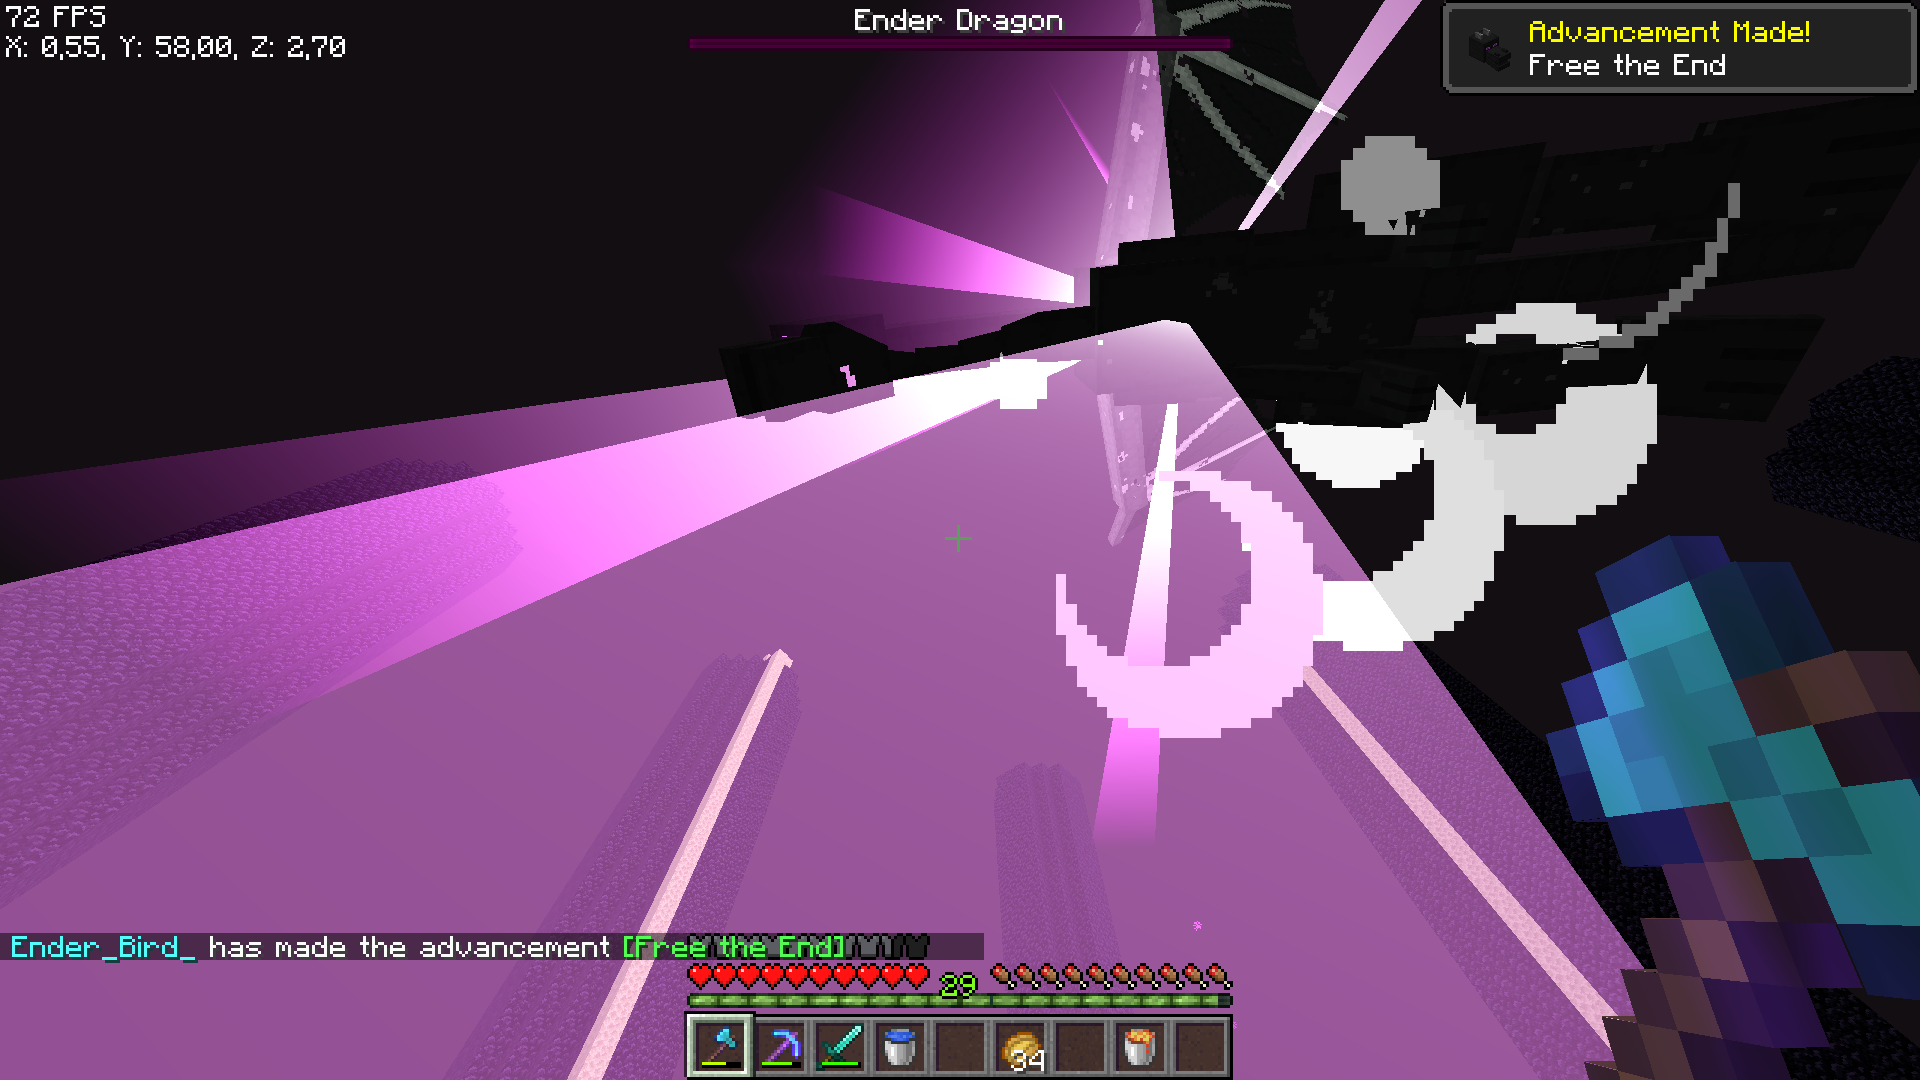 72 FPS
X: 0,55, Y: 58,00, Z: 2,70
Ender Dragon
Advancement Made!
Free the End
Ender_Bird_ has made the advancement [Free the End]
29
34